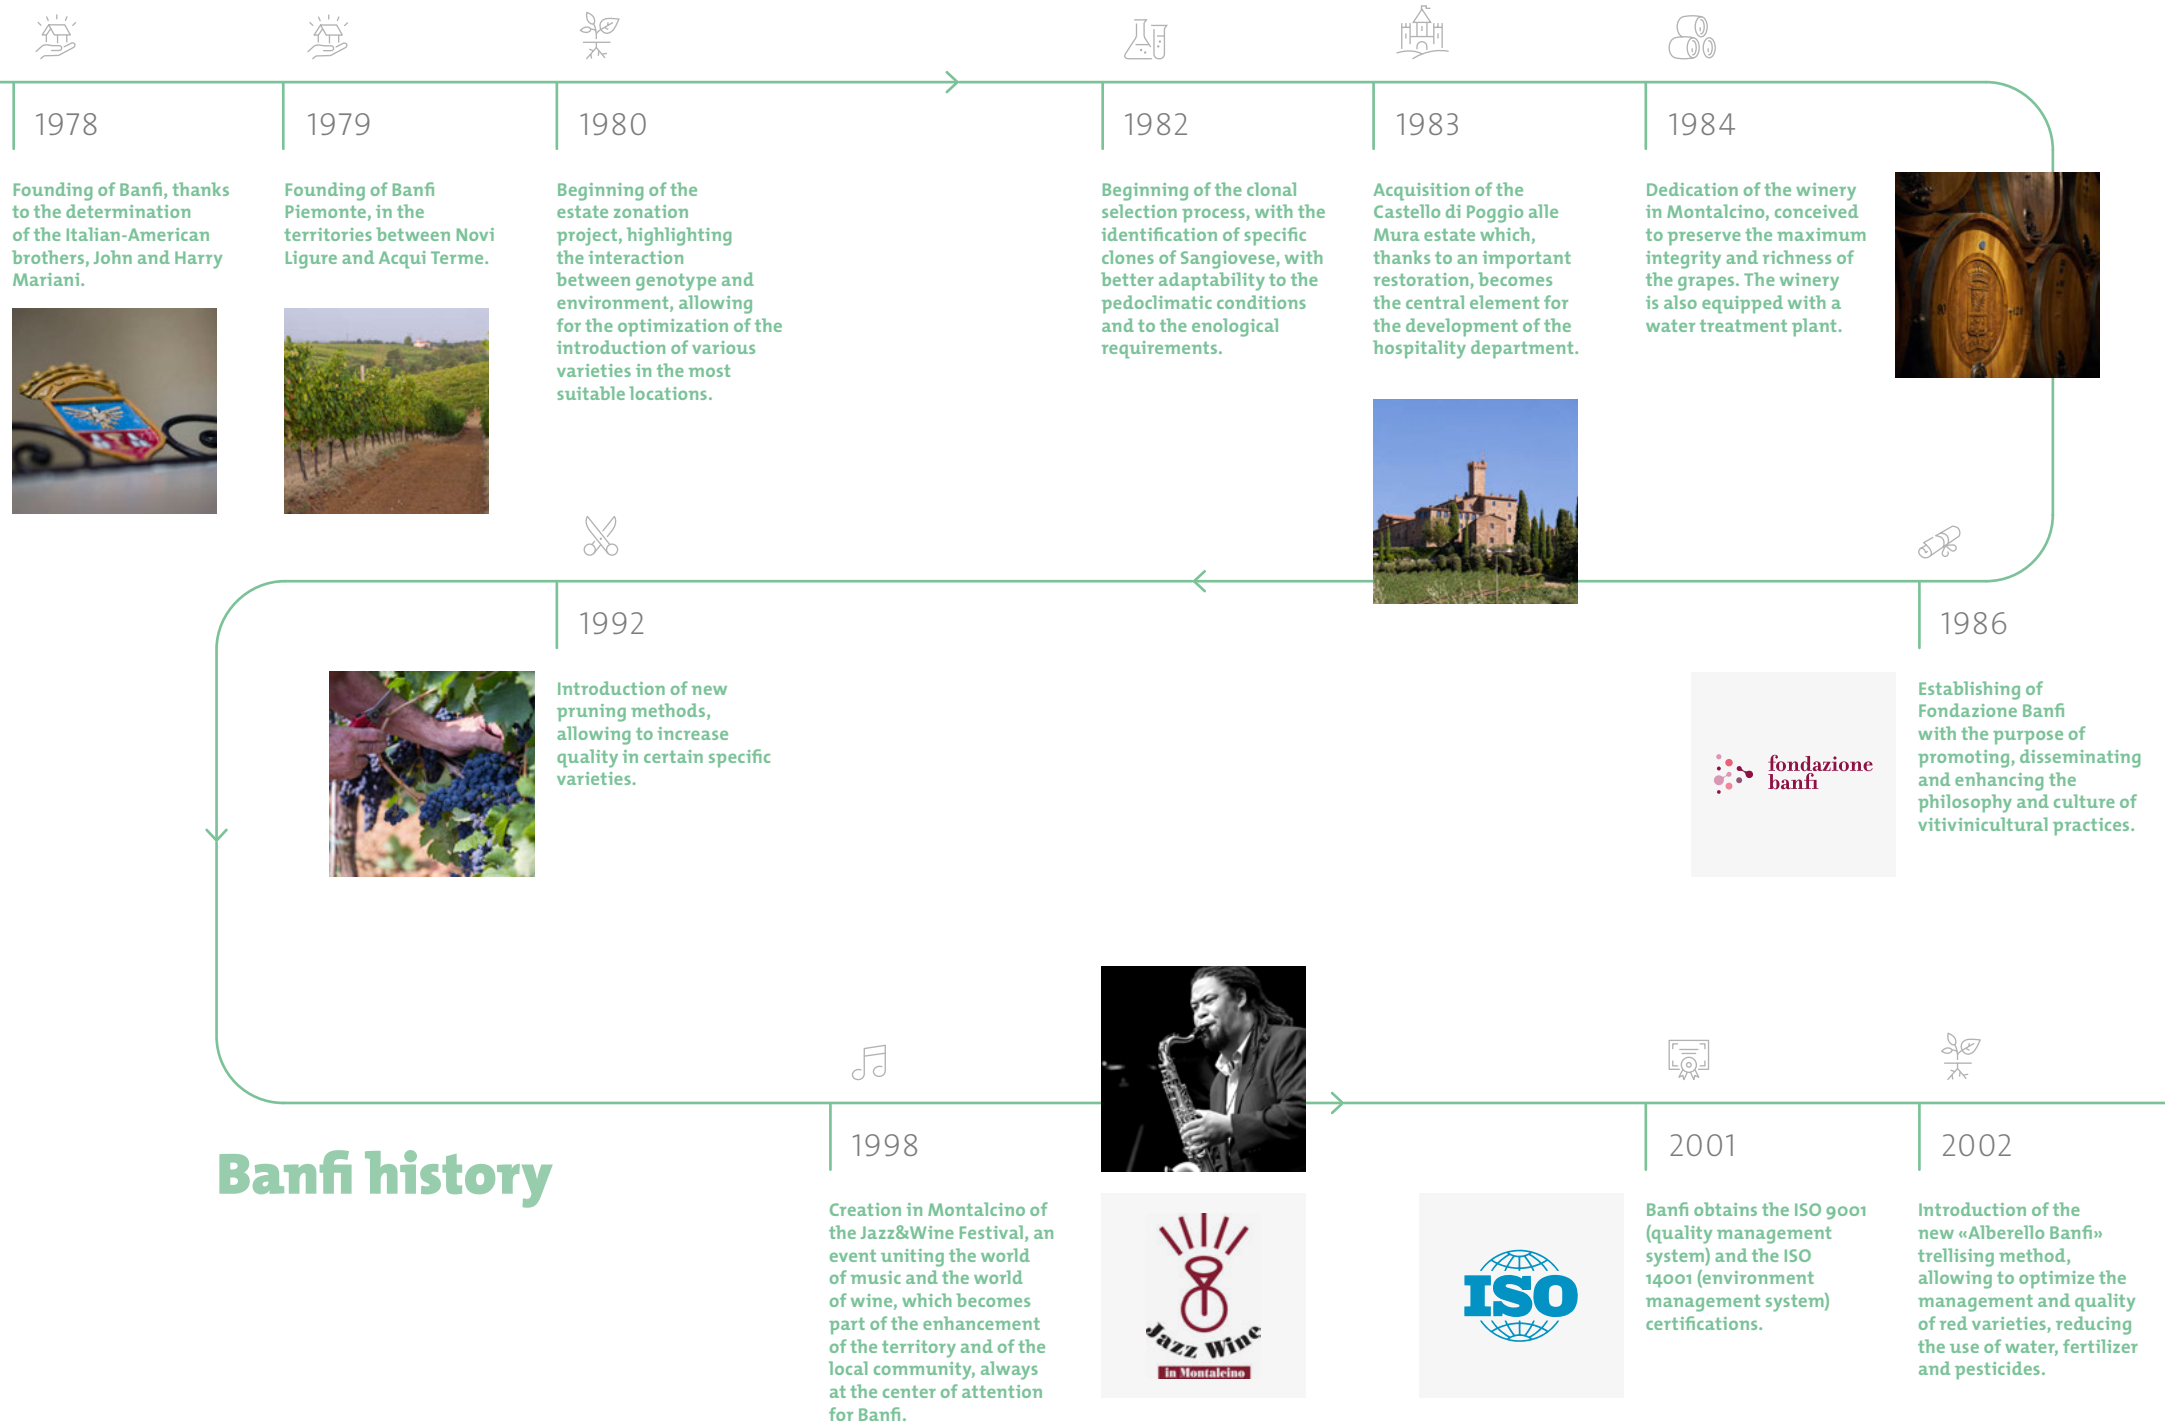 1978
Founding of Banfi, thanks
to the determination
of the Italian-American
brothers, John and Harry
Mariani.
1979
Founding of Banfi
Piemonte, in the
territories between Novi
Ligure and Acqui Terme.
1980
Beginning of the
estate zonation
project, highlighting
the interaction
between genotype and
environment, allowing
for the optimization of the
introduction of various
varieties in the most
suitable locations.
1982
Beginning of the clonal
selection process, with the
identification of specific
clones of Sangiovese, with
better adaptability to the
pedoclimatic conditions
and to the enological
requirements.
1983
Acquisition of the
Castello di Poggio alle
Mura estate which,
thanks to an important
restoration, becomes
the central element for
the development of the
hospitality department.
1984
Dedication of the winery
in Montalcino, conceived
to preserve the maximum
integrity and richness of
the grapes. The winery
is also equipped with a
water treatment plant.
1986
Establishing of
Fondazione Banfi
with the purpose of
promoting, disseminating
and enhancing the
philosophy and culture of
vitivinicultural practices.
fondazione
banfi
1992
Introduction of new
pruning methods,
allowing to increase
quality in certain specific
varieties.
Banfi history
1998
Creation in Montalcino of
the Jazz&Wine Festival, an
event uniting the world
of music and the world
of wine, which becomes
part of the enhancement
of the territory and of the
local community, always
at the center of attention
for Banfi.
Jazz Wine
in Montalcino
ISO
2001
Banfi obtains the ISO 9001
(quality management
system) and the ISO
14001 (environment
management system)
certifications.
2002
Introduction of the
new «Alberello Banfi»
trellising method,
allowing to optimize the
management and quality
of red varieties, reducing
the use of water, fertilizer
and pesticides.